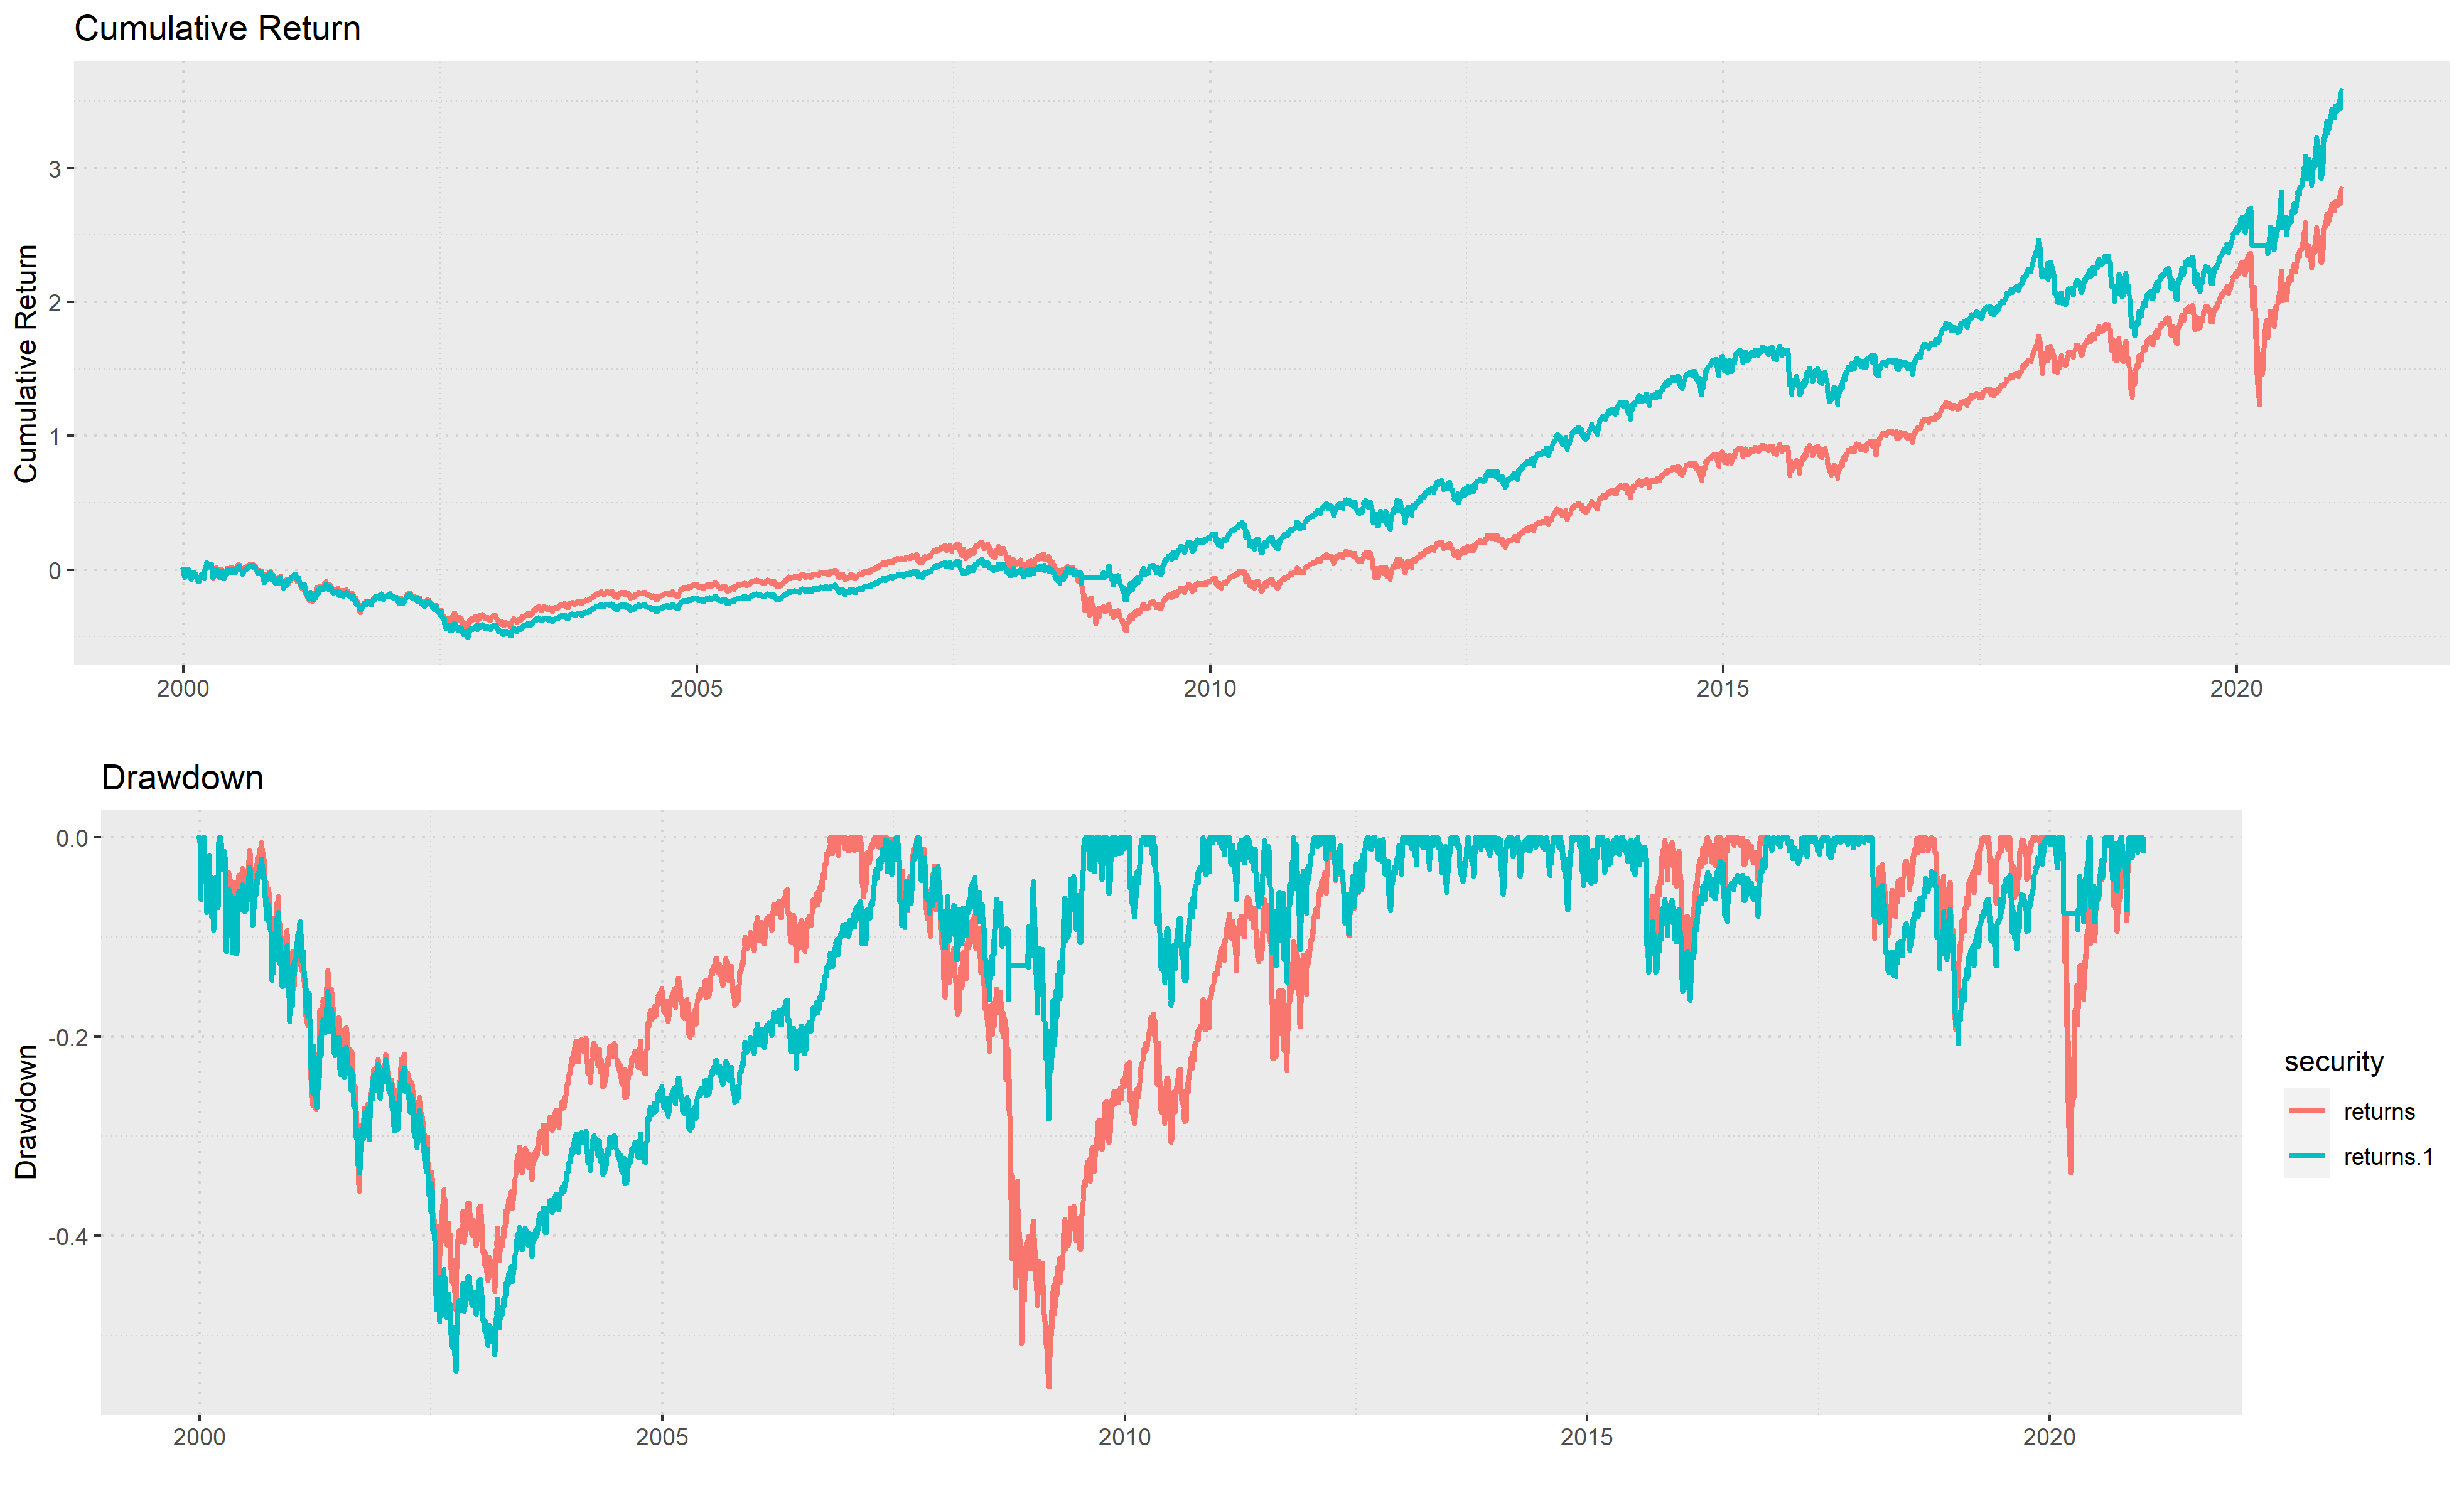 Cumulative Return
Cumulative Return
3
2
1
0
2000 2005 2010 2015 2020
Drawdown
Drawdown
0.0
-0.2
-0.4
2000 2005 2010 2015 2020
security
returns
returns.1